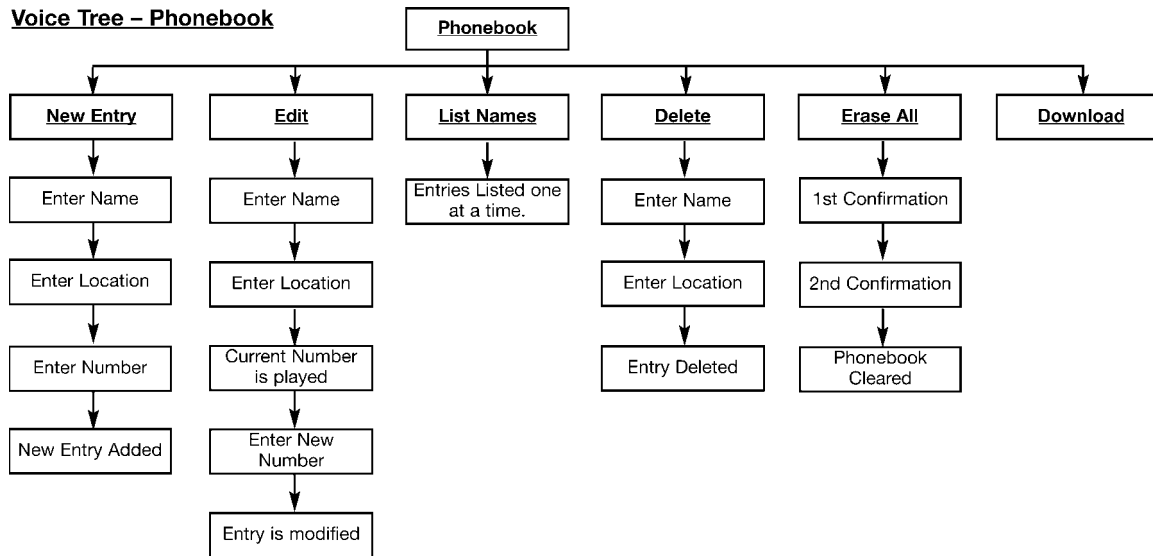 Voice Tree – Phonebook
Phonebook
New Entry
Edit
List Names
Delete
Erase All
Download
Enter Name
Enter Name
Entries Listed one
at a time.
Enter Name
1st Confirmation
Enter Location
Enter Location
Enter Location
2nd Confirmation
Enter Number
Current Number
is played
Entry Deleted
Phonebook
Cleared
New Entry Added
Enter New
Number
Entry is modified